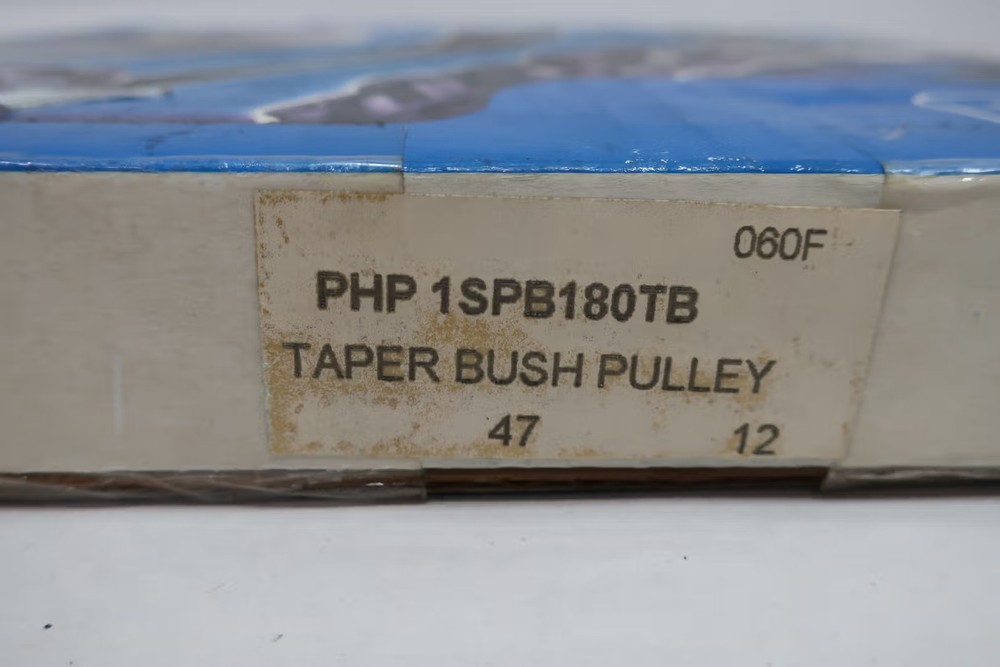 060F
PHP 1SPB180TB
TAPER BUSH PULLEY
47 12